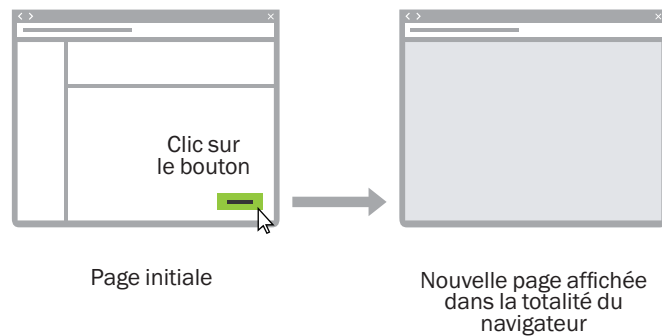 Clic sur
le bouton
Page initiale
Nouvelle page affichée
dans la totalité du
navigateur